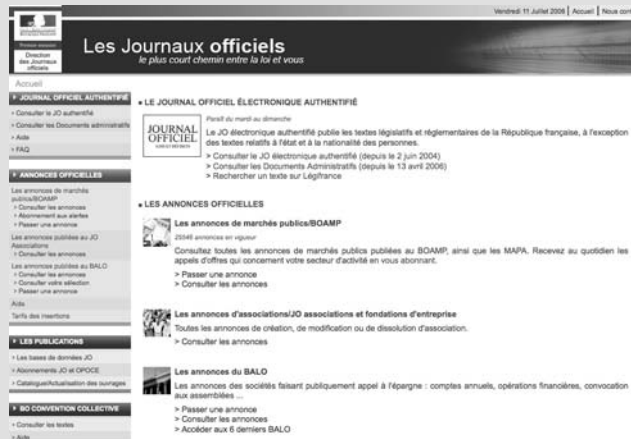 Vendredi 11 Juillet 2008 | Accueil | Nous cont
Direction
des Journaux
officiels
Les Journaux officiels
le plus court chemin entre la loi et vous
Accueil
JOURNAL OFFICIEL AUTHENTIFIÉ
> Consulter le JO authentifié
> Consulter les Documents administratifs
> Aide
> FAQ
ANNONCES OFFICIELLES
Les annonces de marchés
publics/BOAMP
> Consulter les annonces
> Abonnement aux alertes
> Passer une annonce
Les annonces publiées au JO
Associations
> Consulter les annonces
Les annonces publiées au BALO
> Consulter les annonces
> Consulter votre sélection
> Passer une annonce
Aide
Tarifs des insertions
LES PUBLICATIONS
> Les bases de données JO
> Abonnements JO et OPOCE
> Catalogue/Actualisation des ouvrages
BO CONVENTION COLLECTIVE
> Consulter les textes
> Aide
LE JOURNAL OFFICIEL ÉLECTRONIQUE AUTHENTIFIÉ
JOURNAL
OFFICIEL
Paraît du mardi au dimanche
Le JO électronique authentifié publie les textes législatifs et réglementaires de la République française, à l'exception
des textes relatifs à l'état et à la nationalité des personnes.
> Consulter le JO électronique authentifié (depuis le 2 juin 2004)
> Consulter les Documents Administratifs (depuis le 13 avril 2006)
> Rechercher un texte sur Légifrance
LES ANNONCES OFFICIELLES
Les annonces de marchés publics/BOAMP
25546 annonces en vigueur
Consultez toutes les annonces de marchés publics publiées au BOAMP, ainsi que les MAPA. Recevez au quotidien les
appels d'offres qui concernent votre secteur d'activité en vous abonnant.
> Passer une annonce
> Consulter les annonces
Les annonces d'associations/JO associations et fondations d'entreprise
Toutes les annonces de création, de modification ou de dissolution d'association.
> Consulter les annonces
Les annonces du BALO
Les annonces des sociétés faisant publiquement appel à l'épargne : comptes annuels, opérations financières, convocation
aux assemblées ...
> Passer une annonce
> Consulter les annonces
> Accéder aux 6 derniers BALO